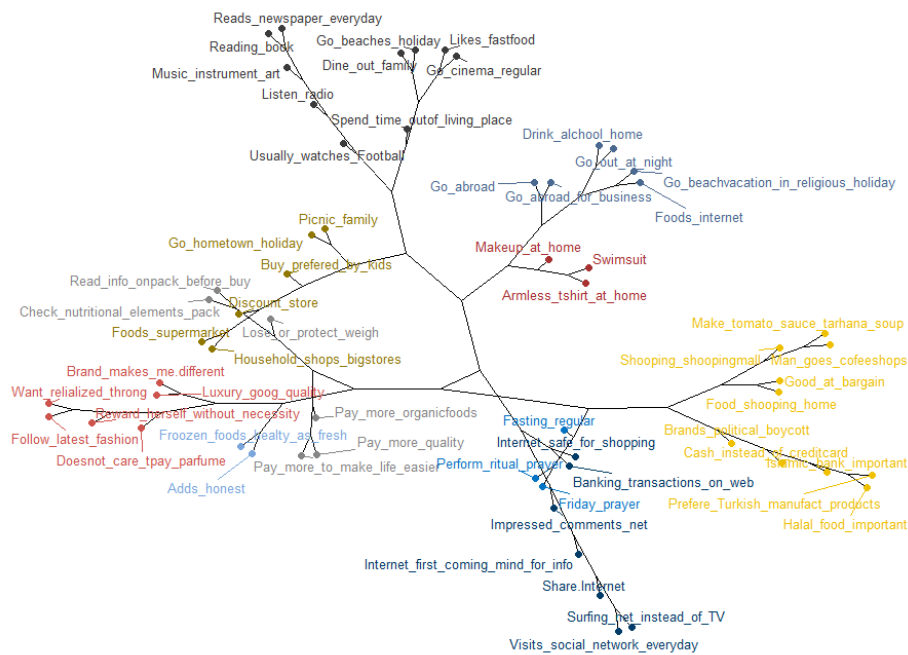 Reads_newspaper_everyday
Reading_book
Go_beaches_holiday
Likes_fastfood
Dine_out_family
Go_cinema_regular
Music_instrument_art
Listen_radio
Spend_time_outof_living_place
Usually_watches_Football
Drink_alchool_home
Go_out_at_night
Go_abroad
Go_abroad_for_business
Go_beachvacation_in_religious_holiday
Foods_internet
Picnic_family
Go_hometown_holiday
Makeup_at_home
Swimsuit
Buy_prefered_by_kids
Armless_tshirt_at_home
Read_info_onpack_before_buy
Discount_store
Check_nutritional_elements_pack
Foods_supermarket
Lose_or_protect_weigh
Make_tomato_sauce_tarhana_soup
Household_shops_bigstores
Shooping_shoopingmall
Man_goes_cofeeshops
Brand_makes_me.different
Good_at_bargain
Want_relialized_throng
Luxury_goog_quality
Food_shooping_home
Reward_herself_without_necessity
Pay_more_organicfoods
Fasting_regular
Brands_political_boycott
Follow_latest_fashion
Froozen_foods_healty_as_fresh
Pay_more_quality
Internet_safe_for_shopping
Cash_instead_of_creditcard
Doesnot_care_tpay_parfume
Pay_more_to_make_life_easier
Perform_ritual_prayer
Islamic_bank_important
Adds_honest
Banking_transactions_on_web
Friday_prayer
Prefere_Turkish_manufact_products
Impressed_comments_net
Halal_food_important
Internet_first_coming_mind_for_info
Share.Internet
Surfing_net_instead_of_TV
Visits_social_network_everyday